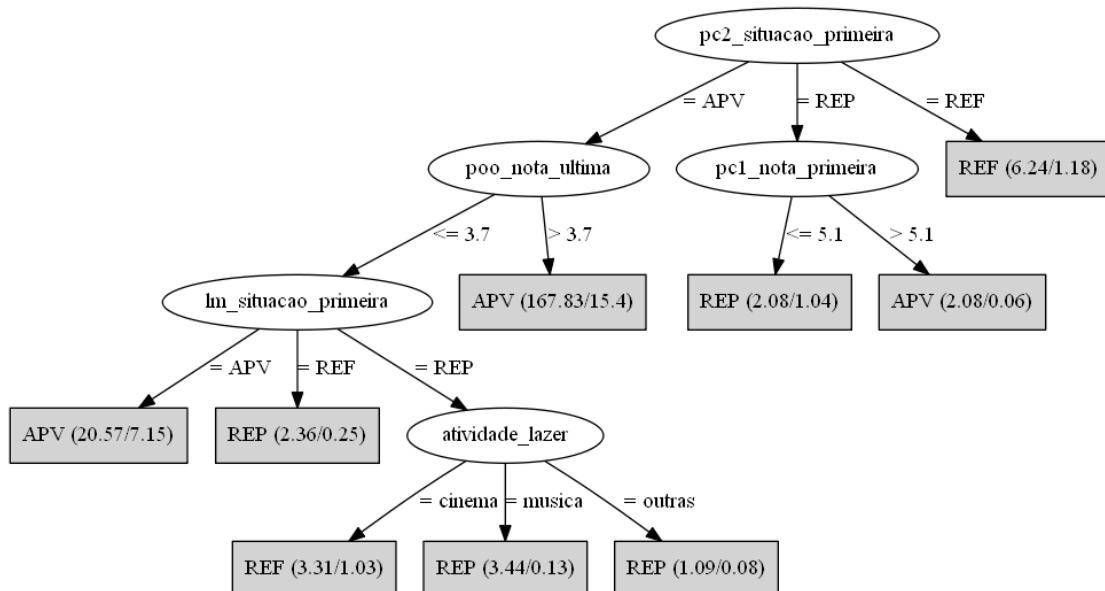 pc2_situacao_primeira
= APV
= REP
= REF
poo_nota_ultima
pc1_nota_primeira
REF (6.24/1.18)
<= 3.7
> 3.7
<= 5.1
> 5.1
lm_situacao_primeira
APV (167.83/15.4)
REP (2.08/1.04)
APV (2.08/0.06)
= APV
= REF
= REP
APV (20.57/7.15)
REP (2.36/0.25)
atividade_lazer
= cinema
= musica
= outras
REF (3.31/1.03)
REP (3.44/0.13)
REP (1.09/0.08)